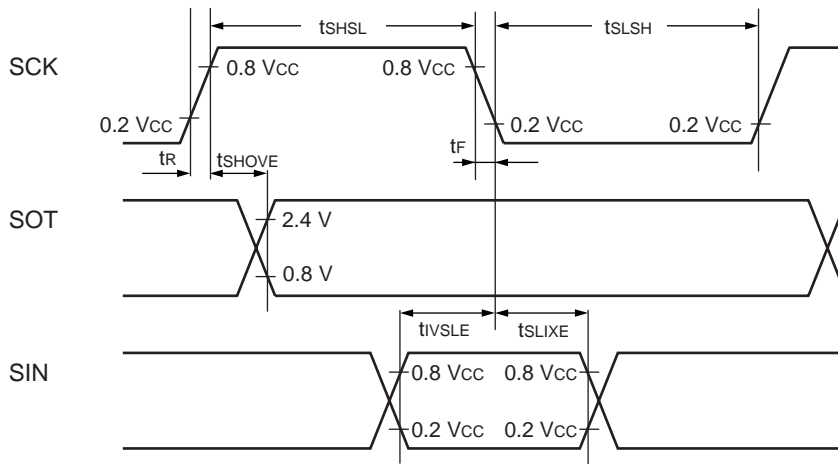 tSHSL tSLSH
SCK 0.8 VCC 0.8 VCC
0.2 VCC 0.2 VCC 0.2 VCC
tR tSHOVE tF
SOT 2.4 V
0.8 V
tIVSLE tSLIXE
SIN 0.8 VCC 0.8 VCC
0.2 VCC 0.2 VCC